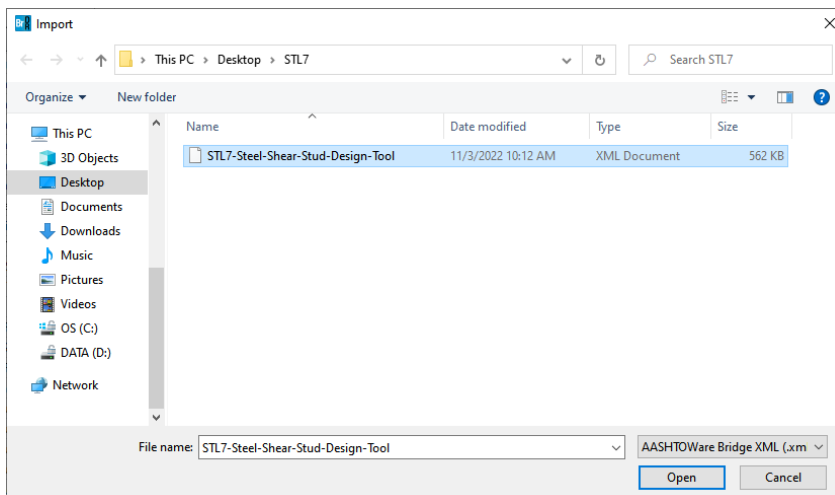 Br Import
This PC > Desktop > STL7
Search STL7
Organize New folder
Name Date modified Type Size
This PC
3D Objects
Desktop
Documents
Downloads
Music
Pictures
Videos
OS (C:)
DATA (D:)
Network
STL7-Steel-Shear-Stud-Design-Tool 11/3/2022 10:12 AM XML Document 562 KB
File name: STL7-Steel-Shear-Stud-Design-Tool AASHTOWare Bridge XML (.xm
Open Cancel